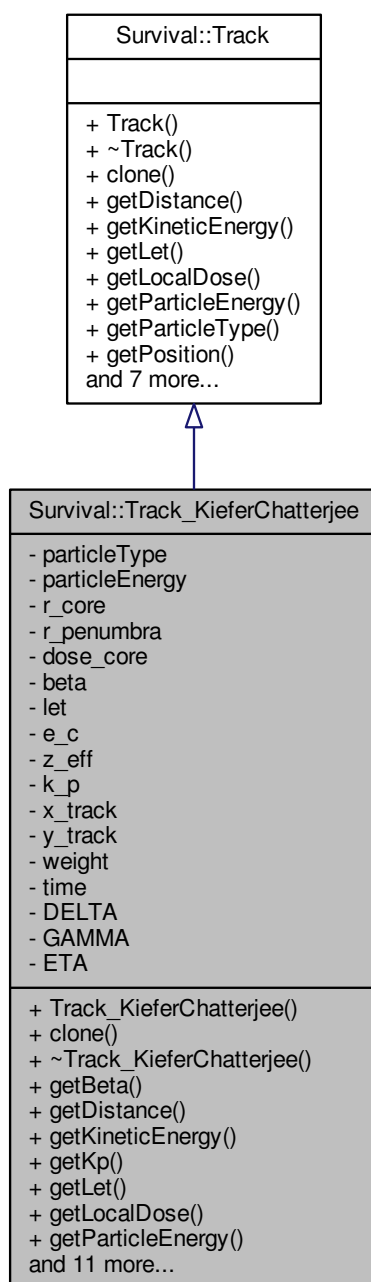 Survival::Track
+ Track()
+ ~Track()
+ clone()
+ getDistance()
+ getKineticEnergy()
+ getLet()
+ getLocalDose()
+ getParticleEnergy()
+ getParticleType()
+ getPosition()
and 7 more...
Survival::Track_KieferChatterjee
- particleType
- particleEnergy
- r_core
- r_penumbra
- dose_core
- beta
- let
- e_c
- z_eff
- k_p
- x_track
- y_track
- weight
- time
- DELTA
- GAMMA
- ETA
+ Track_KieferChatterjee()
+ clone()
+ ~Track_KieferChatterjee()
+ getBeta()
+ getDistance()
+ getKineticEnergy()
+ getKp()
+ getLet()
+ getLocalDose()
+ getParticleEnergy()
and 11 more...